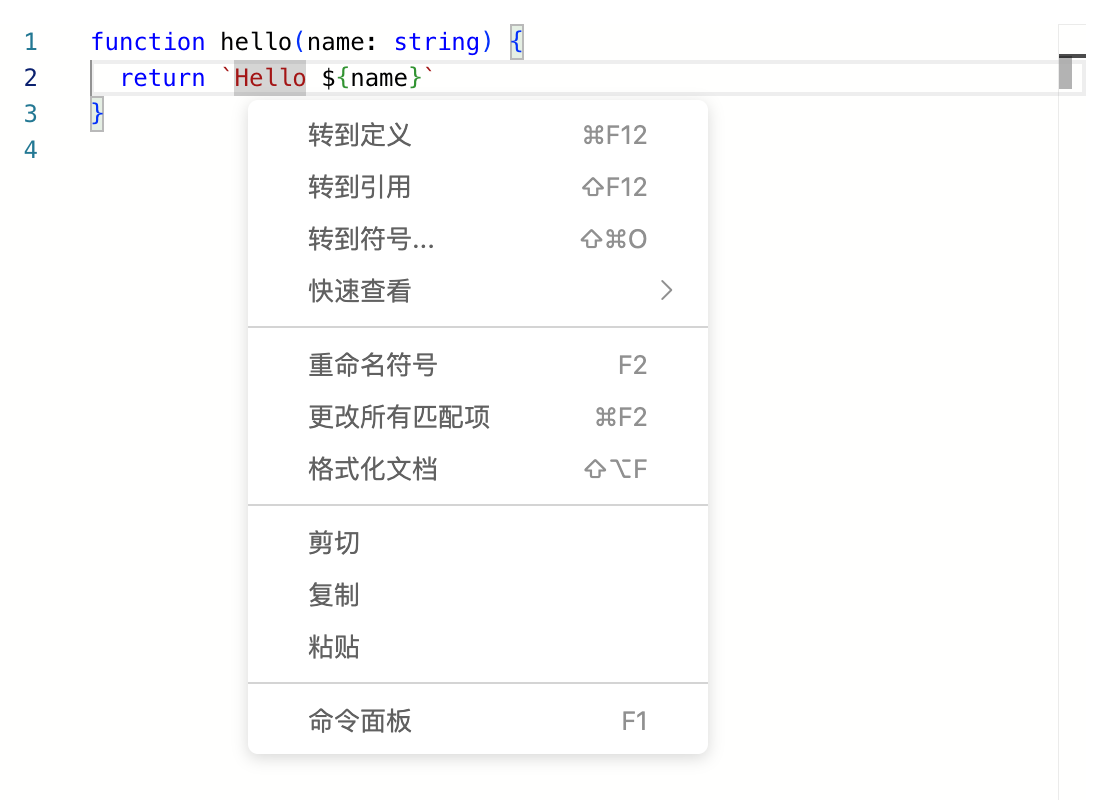 1 function hello(name: string) {
2   return `Hello ${name}`
3 }
4
转到定义 ⌘F12
转到引用 ⇧F12
转到符号... ⇧⌘O
快速查看
重命名符号 F2
更改所有匹配项 ⌘F2
格式化文档 ⇧⌥F
剪切
复制
粘贴
命令面板 F1